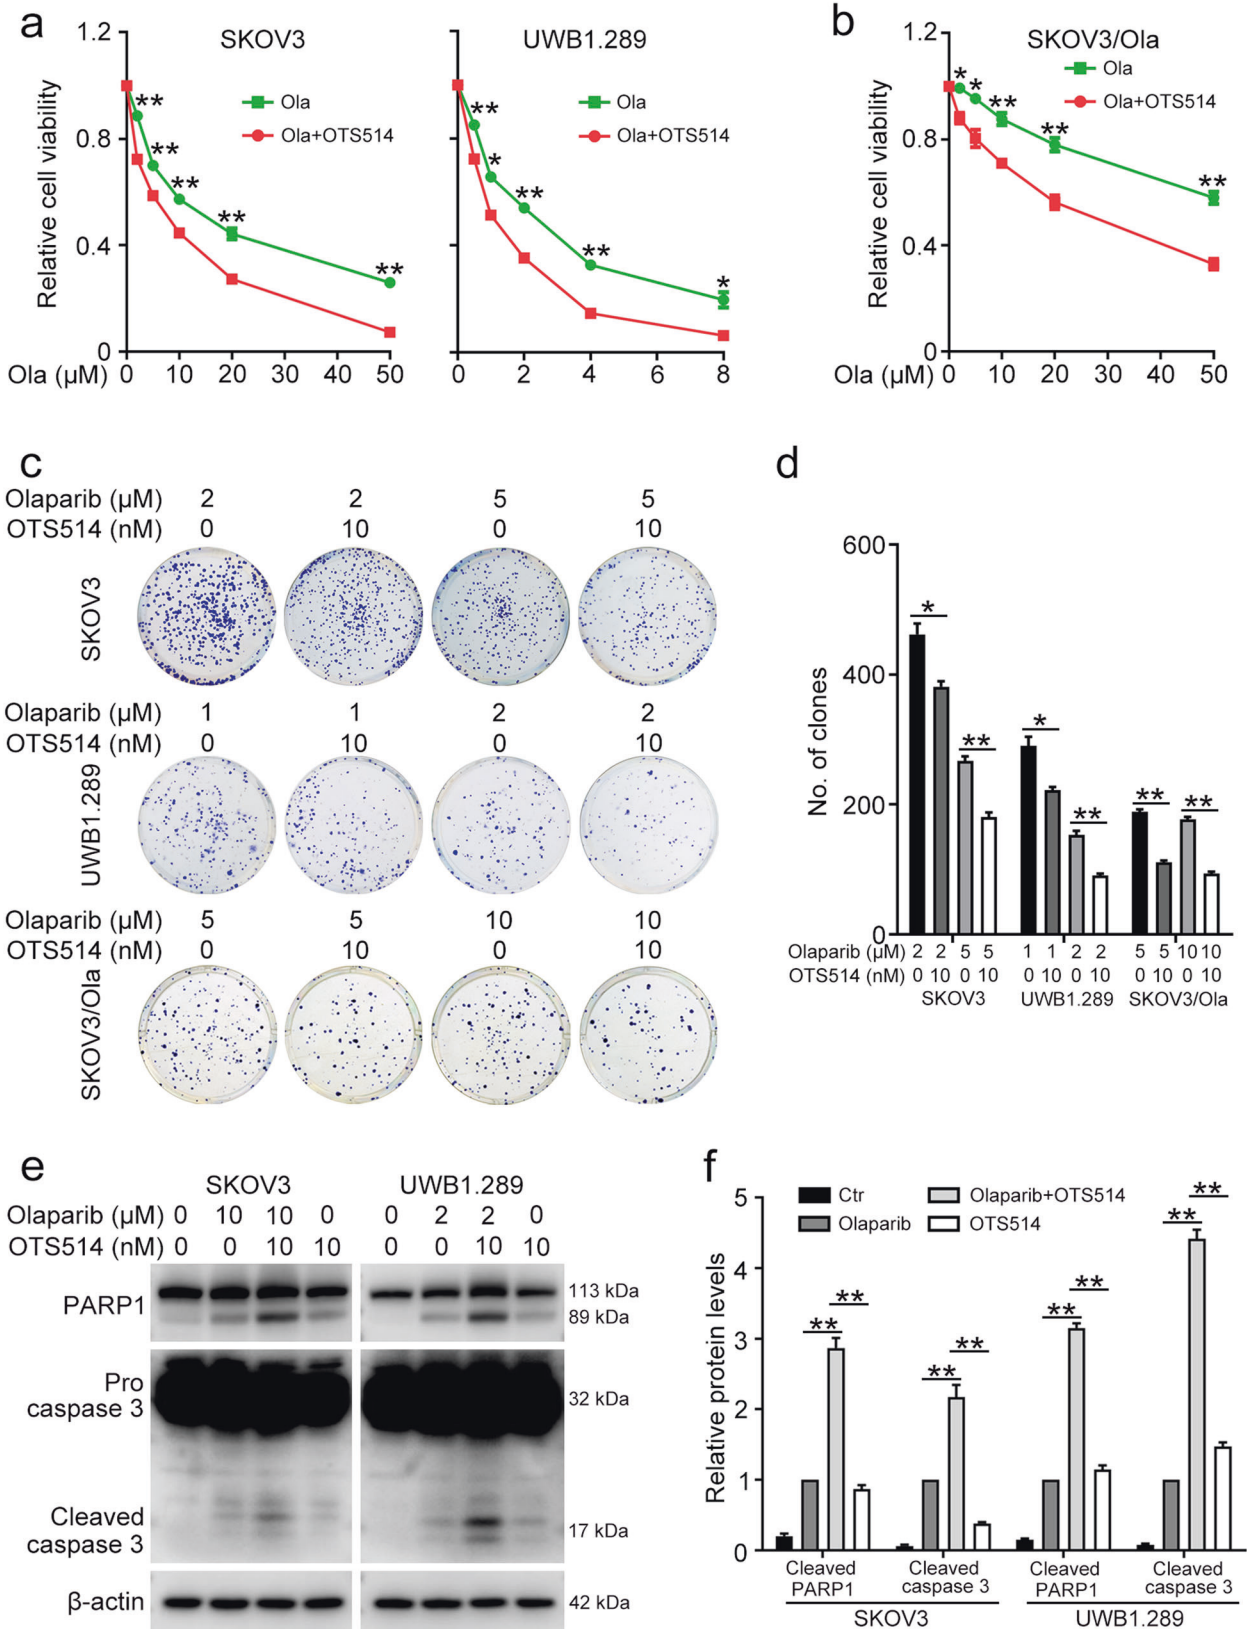 a
SKOV3
UWB1.289
b
SKOV3/Ola
1.2
0.8
0.4
0
Relative cell viability
Ola
Ola+OTS514
**
**
**
**
**
Ola (µM) 0 10 20 30 40 50
Ola
Ola+OTS514
**
*
**
**
*
0 2 4 6 8
1.2
0.8
0.4
0
Relative cell viability
Ola
Ola+OTS514
*
*
**
**
**
Ola (µM) 0 10 20 30 40 50
c
Olaparib (µM) 2 2 5 5
OTS514 (nM) 0 10 0 10
SKOV3
Olaparib (µM) 1 1 2 2
OTS514 (nM) 0 10 0 10
UWB1.289
Olaparib (µM) 5 5 10 10
OTS514 (nM) 0 10 0 10
SKOV3/Ola
d
600
400
200
0
No. of clones
* ** * ** ** **
Olaparib (µM) 2 2 5 5 1 1 2 2 5 5 10 10
OTS514 (nM) 0 10 0 10 0 10 0 10 0 10 0 10
SKOV3 UWB1.289 SKOV3/Ola
e
SKOV3 UWB1.289
Olaparib (µM) 0 10 10 0 0 2 2 0
OTS514 (nM) 0 0 10 10 0 0 10 10
PARP1
113 kDa
89 kDa
Pro
caspase 3
32 kDa
Cleaved
caspase 3
17 kDa
β-actin
42 kDa
f
5
4
3
2
1
0
Relative protein levels
Ctr
Olaparib
Olaparib+OTS514
OTS514
** ** ** ** ** ** ** **
Cleaved PARP1
Cleaved caspase 3
Cleaved PARP1
Cleaved caspase 3
SKOV3 UWB1.289